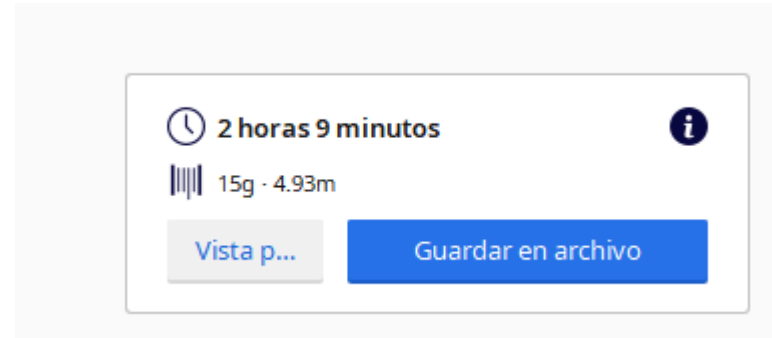 2 horas 9 minutos
15g · 4.93m
Vista p...
Guardar en archivo